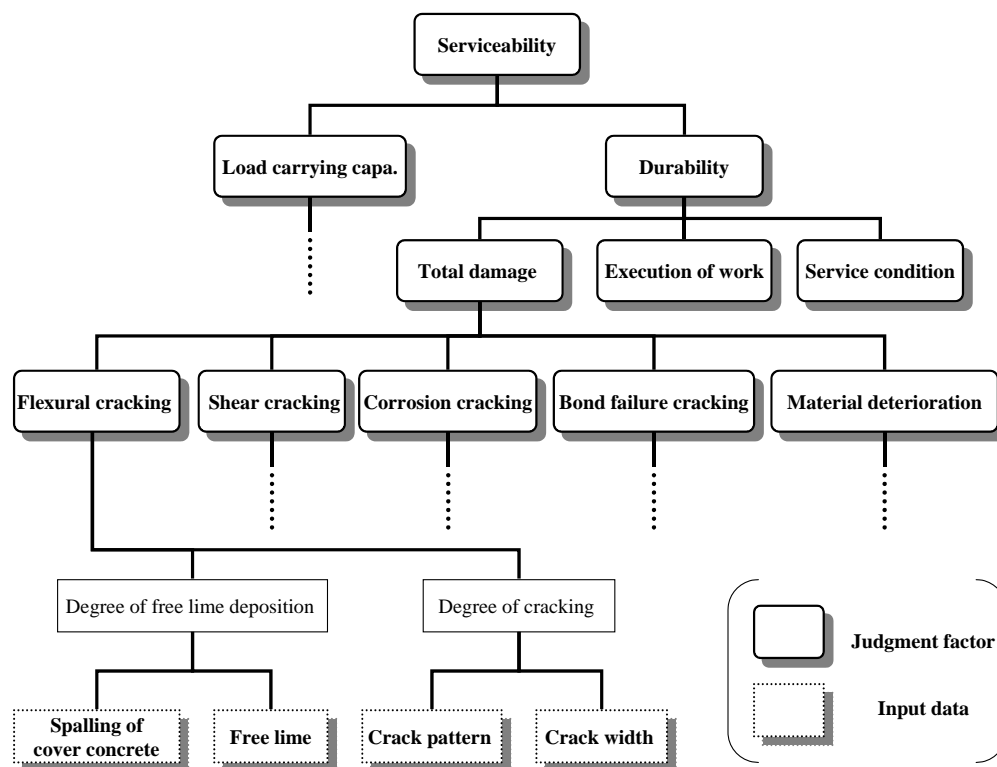 Serviceability
Load carrying capa.
Durability
Total damage
Execution of work
Service condition
Flexural cracking
Shear cracking
Corrosion cracking
Bond failure cracking
Material deterioration
Degree of free lime deposition
Degree of cracking
Judgment factor
Input data
Spalling of
cover concrete
Free lime
Crack pattern
Crack width